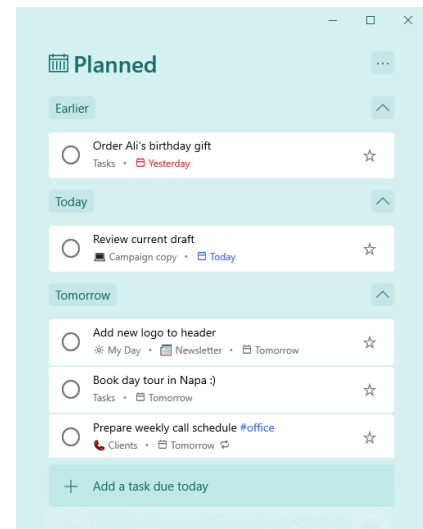 Planned
Earlier
Order Ali's birthday gift
Tasks • Yesterday
Today
Review current draft
Campaign copy • Today
Tomorrow
Add new logo to header
My Day • Newsletter • Tomorrow
Book day tour in Napa :)
Tasks • Tomorrow
Prepare weekly call schedule #office
Clients • Tomorrow
Add a task due today